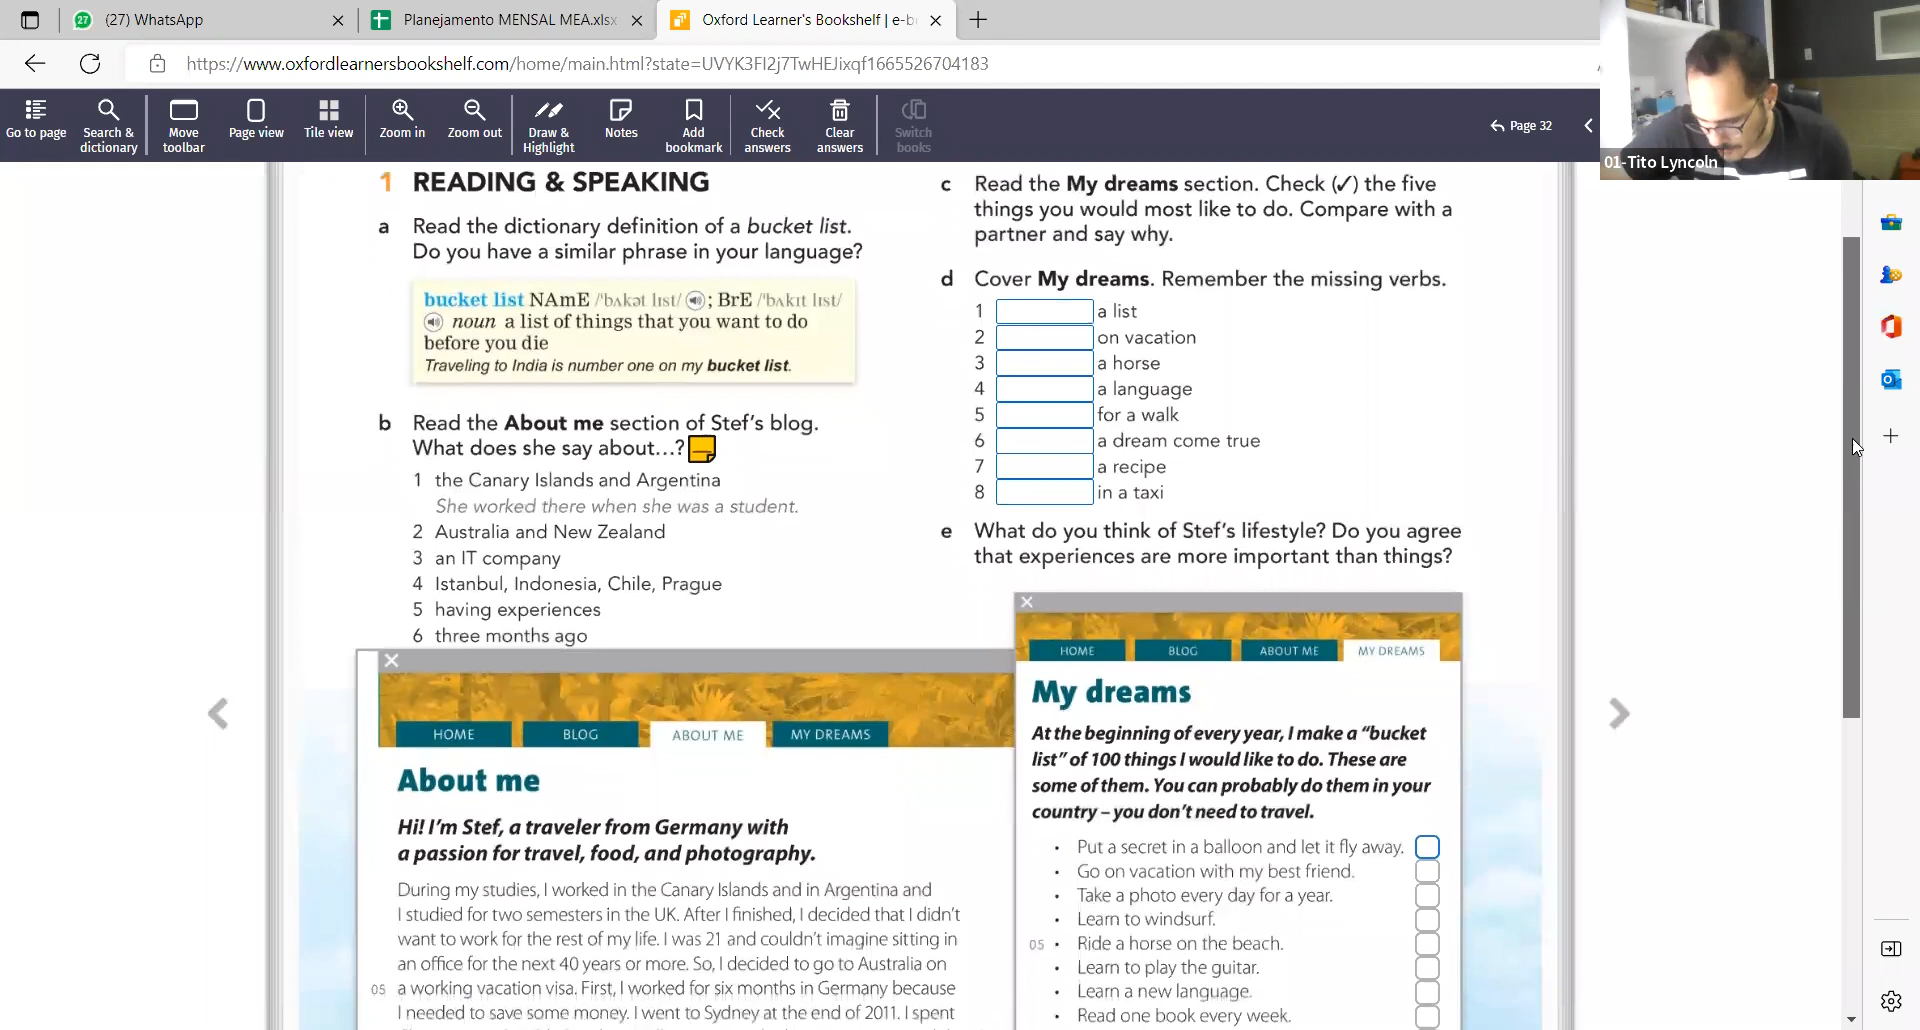 (27) WhatsApp
Planejamento MENSAL MEA.xlsx
Oxford Learner's Bookshelf | e-b
https://www.oxfordlearnersbookshelf.com/home/main.html?state=UVYK3FI2j7TwHEJixqf1665526704183
Go to page
Search & dictionary
Move toolbar
Page view
Tile view
Zoom in
Zoom out
Draw & Highlight
Notes
Add bookmark
Check answers
Clear answers
Switch books
Page 32
01-Tito Lyncoln
1 READING & SPEAKING
a Read the dictionary definition of a bucket list.
Do you have a similar phrase in your language?
bucket list NAmE /ˈbʌkət lɪst/ ; BrE /ˈbʌkɪt lɪst/
noun a list of things that you want to do
before you die
Traveling to India is number one on my bucket list.
b Read the About me section of Stef's blog.
What does she say about…?
1 the Canary Islands and Argentina
She worked there when she was a student.
2 Australia and New Zealand
3 an IT company
4 Istanbul, Indonesia, Chile, Prague
5 having experiences
6 three months ago
c Read the My dreams section. Check (✓) the five
things you would most like to do. Compare with a
partner and say why.
d Cover My dreams. Remember the missing verbs.
1 a list
2 on vacation
3 a horse
4 a language
5 for a walk
6 a dream come true
7 a recipe
8 in a taxi
e What do you think of Stef's lifestyle? Do you agree
that experiences are more important than things?
HOME BLOG ABOUT ME MY DREAMS
About me
Hi! I'm Stef, a traveler from Germany with
a passion for travel, food, and photography.
During my studies, I worked in the Canary Islands and in Argentina and
I studied for two semesters in the UK. After I finished, I decided that I didn't
want to work for the rest of my life. I was 21 and couldn't imagine sitting in
an office for the next 40 years or more. So, I decided to go to Australia on
05 a working vacation visa. First, I worked for six months in Germany because
I needed to save some money. I went to Sydney at the end of 2011. I spent
HOME BLOG ABOUT ME MY DREAMS
My dreams
At the beginning of every year, I make a "bucket
list" of 100 things I would like to do. These are
some of them. You can probably do them in your
country – you don't need to travel.
• Put a secret in a balloon and let it fly away.
• Go on vacation with my best friend.
• Take a photo every day for a year.
• Learn to windsurf.
05 • Ride a horse on the beach.
• Learn to play the guitar.
• Learn a new language.
• Read one book every week.